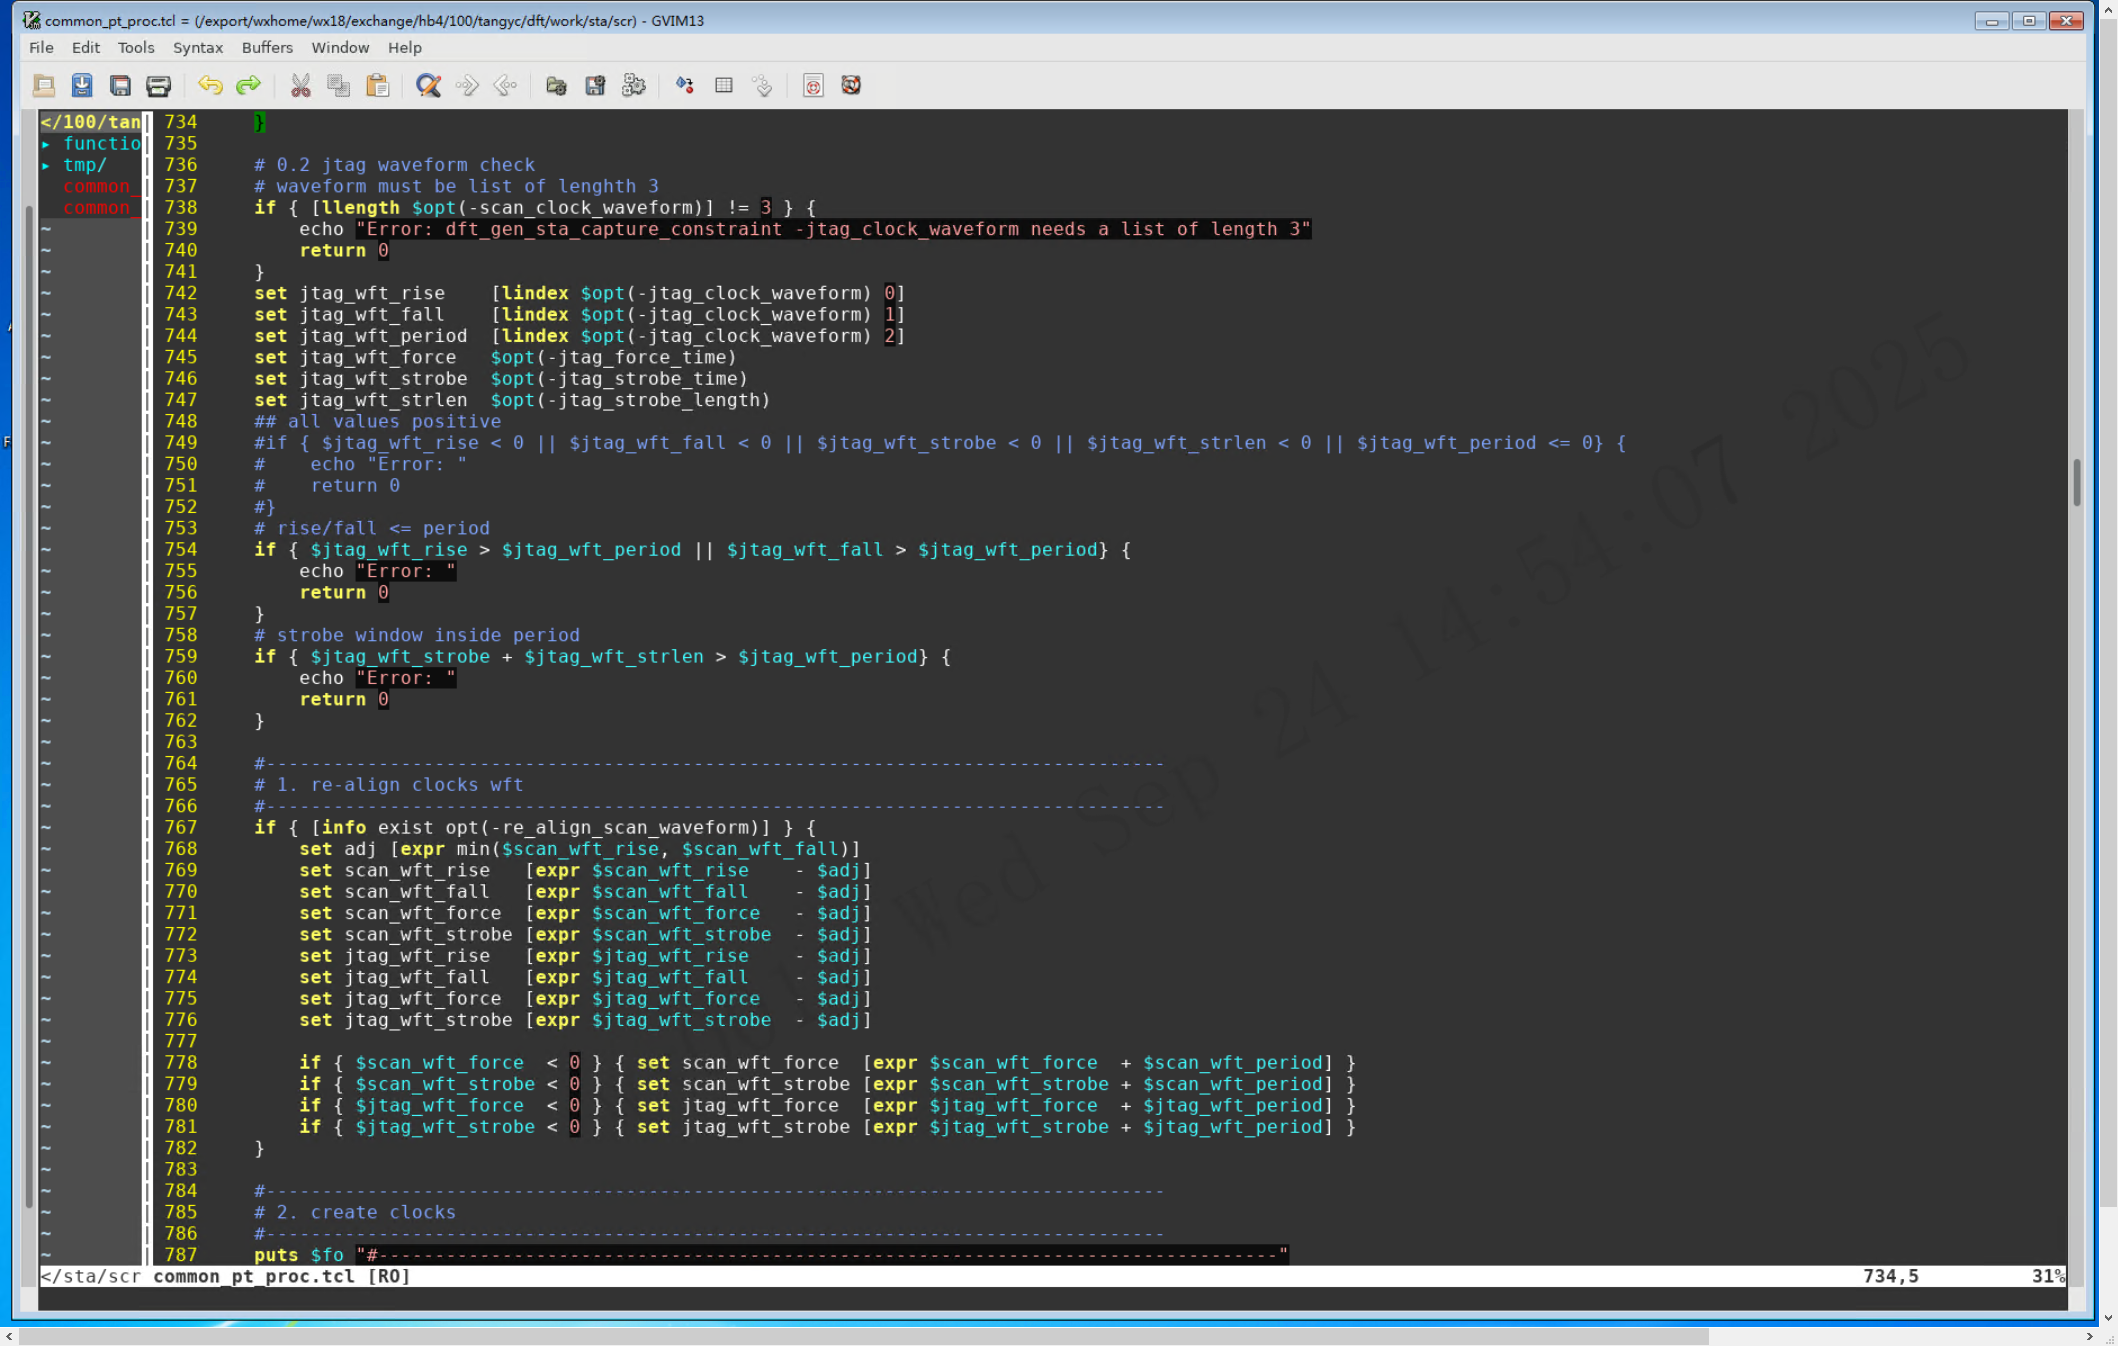 common_pt_proc.tcl = (/export/wxhome/wx18/exchange/hb4/100/tangyc/dft/work/sta/scr) - GVIM13
File Edit Tools Syntax Buffers Window Help
</100/tan
▸ functio
▸ tmp/
common_
common_
734     }
735
736     # 0.2 jtag waveform check
737     # waveform must be list of lenghth 3
738     if { [llength $opt(-scan_clock_waveform)] != 3 } {
739         echo "Error: dft_gen_sta_capture_constraint -jtag_clock_waveform needs a list of length 3"
740         return 0
741     }
742     set jtag_wft_rise    [lindex $opt(-jtag_clock_waveform) 0]
743     set jtag_wft_fall    [lindex $opt(-jtag_clock_waveform) 1]
744     set jtag_wft_period  [lindex $opt(-jtag_clock_waveform) 2]
745     set jtag_wft_force   $opt(-jtag_force_time)
746     set jtag_wft_strobe  $opt(-jtag_strobe_time)
747     set jtag_wft_strlen  $opt(-jtag_strobe_length)
748     ## all values positive
749     #if { $jtag_wft_rise < 0 || $jtag_wft_fall < 0 || $jtag_wft_strobe < 0 || $jtag_wft_strlen < 0 || $jtag_wft_period <= 0} {
750     #    echo "Error: "
751     #    return 0
752     #}
753     # rise/fall <= period
754     if { $jtag_wft_rise > $jtag_wft_period || $jtag_wft_fall > $jtag_wft_period} {
755         echo "Error: "
756         return 0
757     }
758     # strobe window inside period
759     if { $jtag_wft_strobe + $jtag_wft_strlen > $jtag_wft_period} {
760         echo "Error: "
761         return 0
762     }
763
764     #--------------------------------------------------------------------------------
765     # 1. re-align clocks wft
766     #--------------------------------------------------------------------------------
767     if { [info exist opt(-re_align_scan_waveform)] } {
768         set adj [expr min($scan_wft_rise, $scan_wft_fall)]
769         set scan_wft_rise   [expr $scan_wft_rise    - $adj]
770         set scan_wft_fall   [expr $scan_wft_fall    - $adj]
771         set scan_wft_force  [expr $scan_wft_force   - $adj]
772         set scan_wft_strobe [expr $scan_wft_strobe  - $adj]
773         set jtag_wft_rise   [expr $jtag_wft_rise    - $adj]
774         set jtag_wft_fall   [expr $jtag_wft_fall    - $adj]
775         set jtag_wft_force  [expr $jtag_wft_force   - $adj]
776         set jtag_wft_strobe [expr $jtag_wft_strobe  - $adj]
777
778         if { $scan_wft_force  < 0 } { set scan_wft_force  [expr $scan_wft_force  + $scan_wft_period] }
779         if { $scan_wft_strobe < 0 } { set scan_wft_strobe [expr $scan_wft_strobe + $scan_wft_period] }
780         if { $jtag_wft_force  < 0 } { set jtag_wft_force  [expr $jtag_wft_force  + $jtag_wft_period] }
781         if { $jtag_wft_strobe < 0 } { set jtag_wft_strobe [expr $jtag_wft_strobe + $jtag_wft_period] }
782     }
783
784     #--------------------------------------------------------------------------------
785     # 2. create clocks
786     #--------------------------------------------------------------------------------
787     puts $fo "#--------------------------------------------------------------------------------"
</sta/scr common_pt_proc.tcl [RO] 734,5 31%
Wed Sep 24 14:54:07 2025